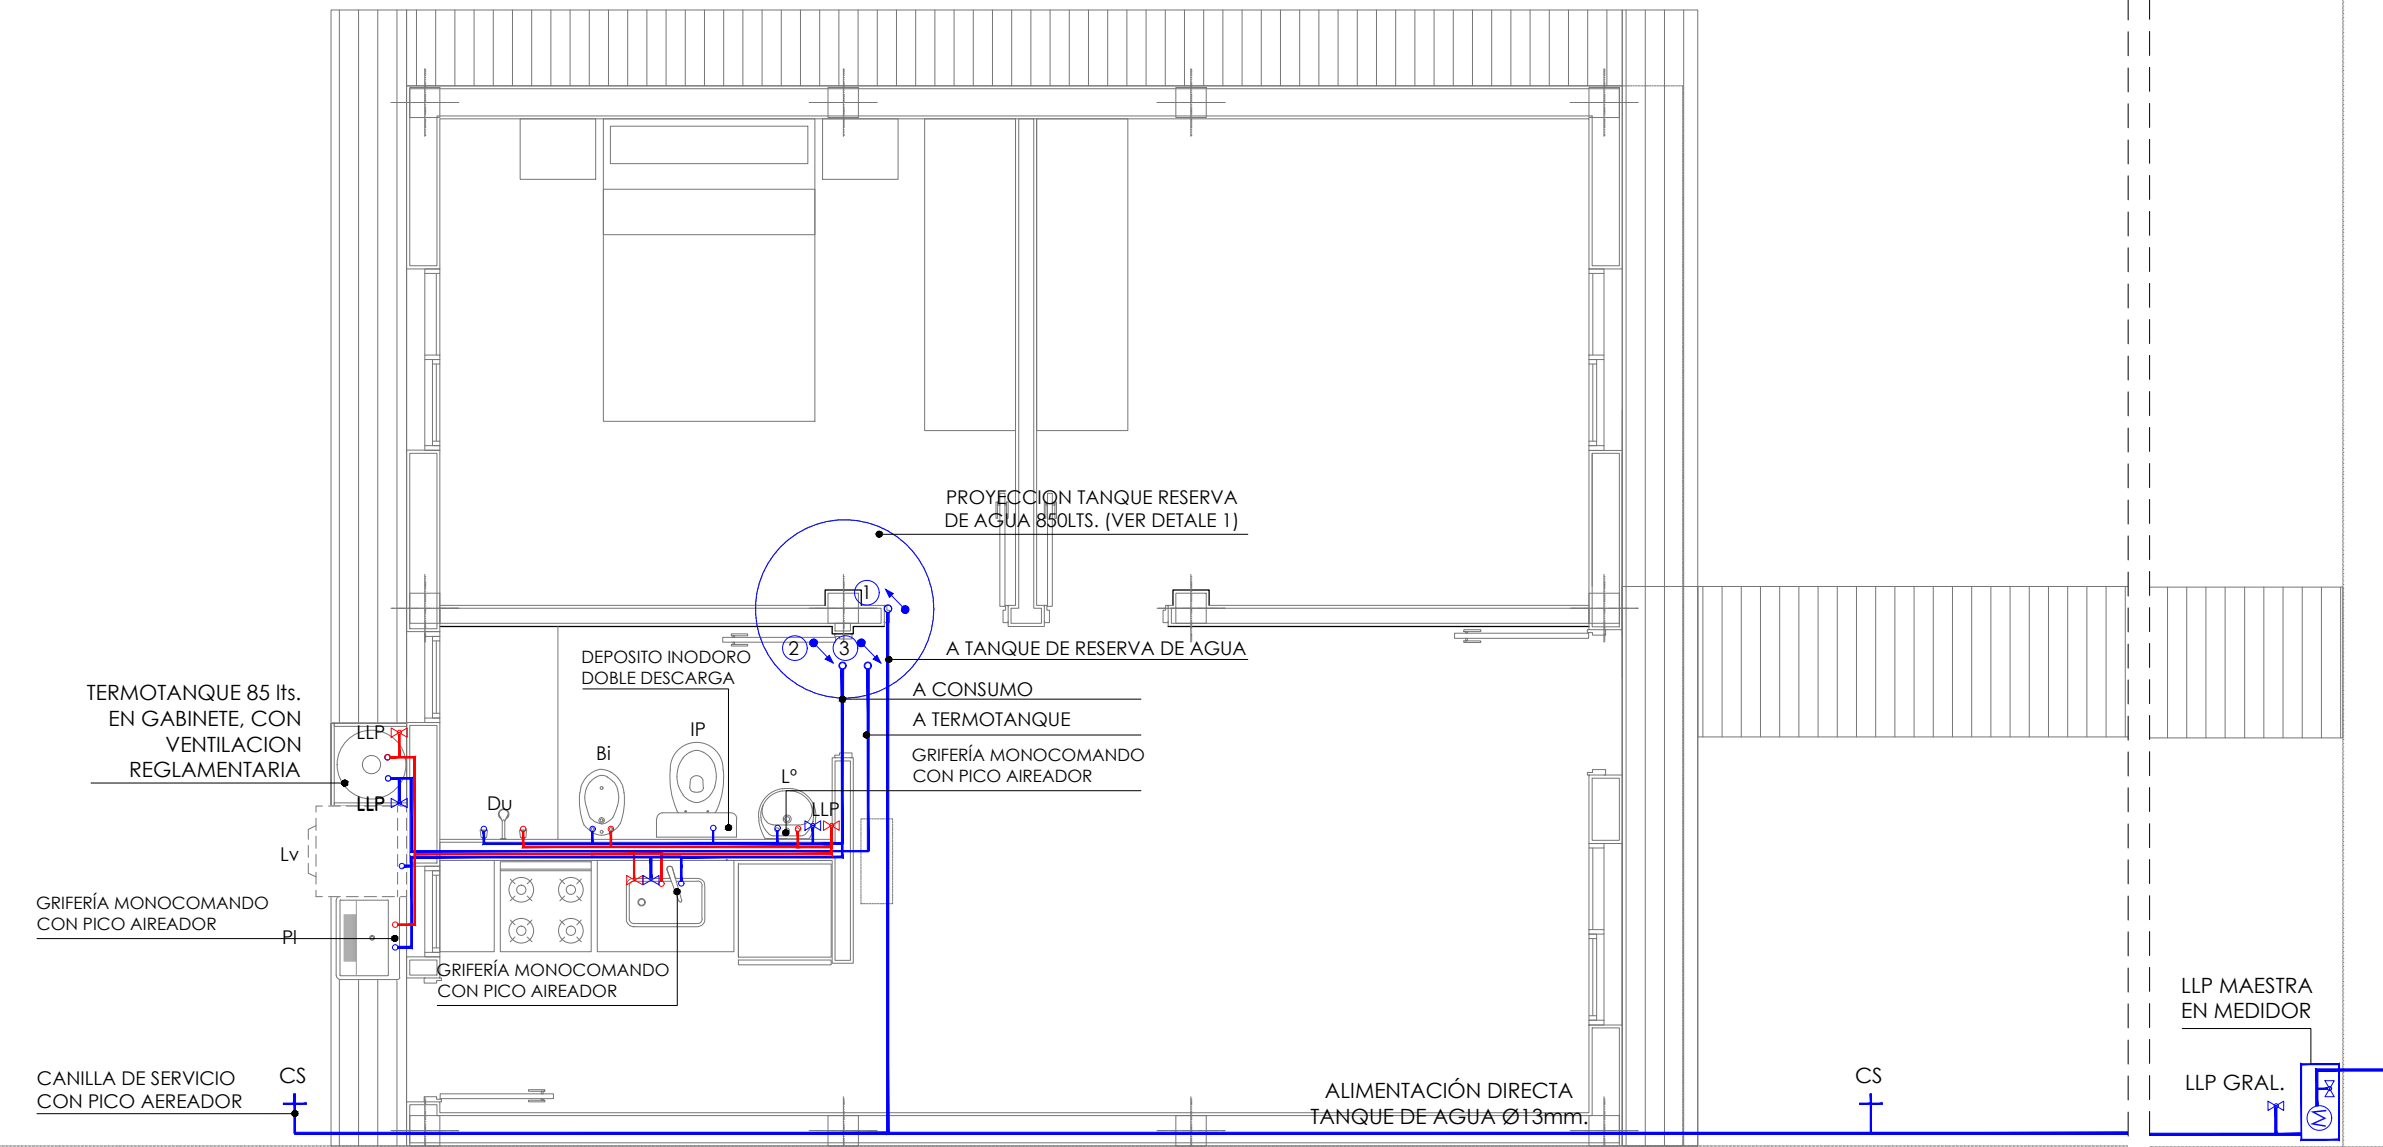 PROYECCION TANQUE RESERVA
DE AGUA 850LTS. (VER DETALE 1)
1
2
3
A TANQUE DE RESERVA DE AGUA
DEPOSITO INODORO
DOBLE DESCARGA
A CONSUMO
A TERMOTANQUE
GRIFERÍA MONOCOMANDO
CON PICO AIREADOR
TERMOTANQUE 85 lts.
EN GABINETE, CON
VENTILACION
REGLAMENTARIA
LLP
LLP
IP
Bi
Lº
Du
LLP
Lv
GRIFERÍA MONOCOMANDO
CON PICO AIREADOR
Pl
GRIFERÍA MONOCOMANDO
CON PICO AIREADOR
LLP MAESTRA
EN MEDIDOR
CANILLA DE SERVICIO
CON PICO AEREADOR
CS
ALIMENTACIÓN DIRECTA
TANQUE DE AGUA Ø13mm.
CS
LLP GRAL.
M